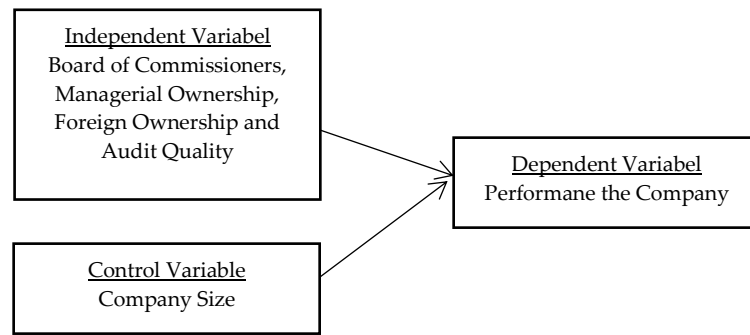 Independent Variabel
Board of Commissioners,
Managerial Ownership,
Foreign Ownership and
Audit Quality
Dependent Variabel
Performane the Company
Control Variable
Company Size